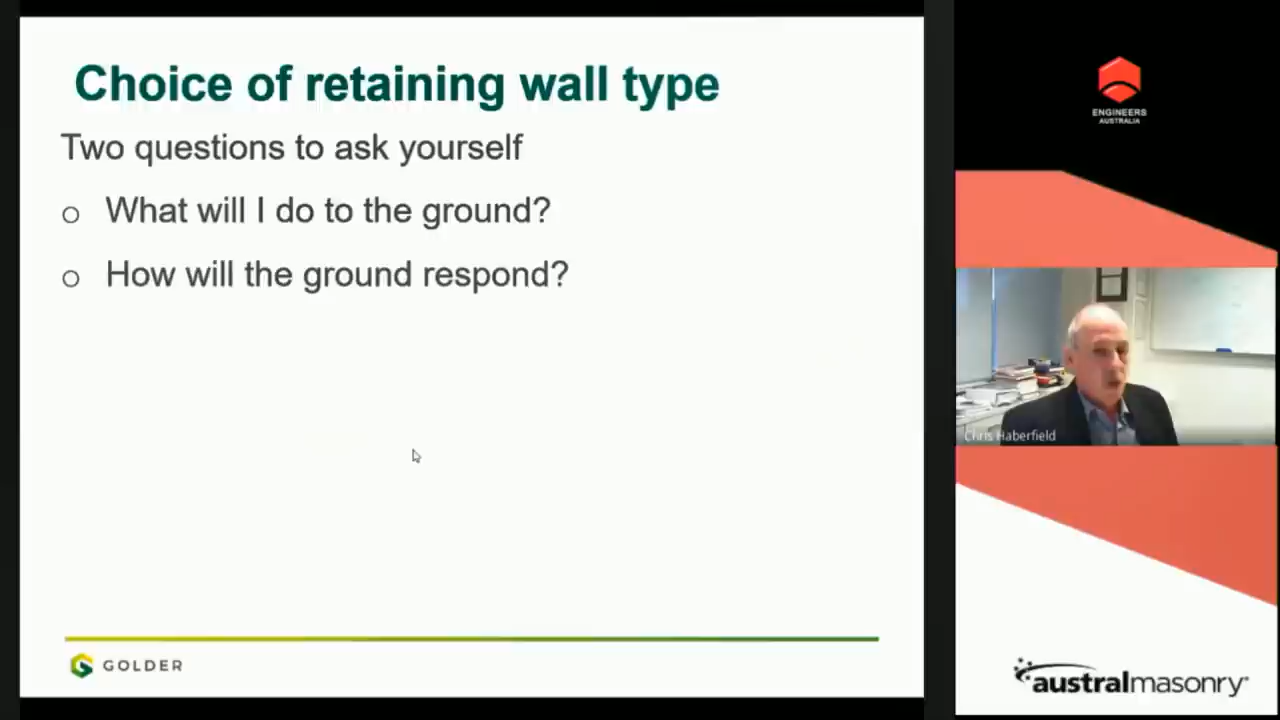 Choice of retaining wall type
Two questions to ask yourself
o What will I do to the ground?
o How will the ground respond?
GOLDER
ENGINEERS
AUSTRALIA
Chris Haberfield
australmasonry